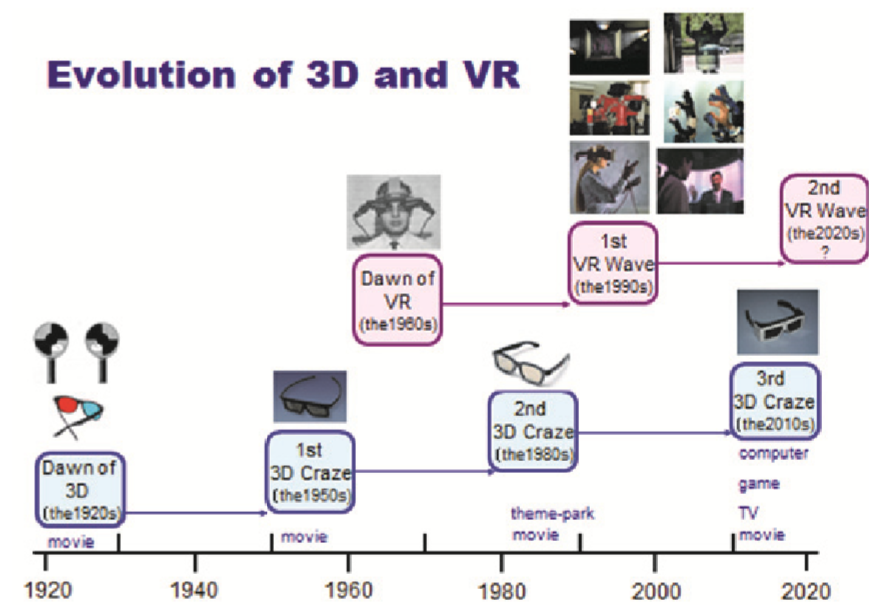 Evolution of 3D and VR
2nd
VR Wave
(the2020s)
?
1st
VR Wave
(the1990s)
Dawn of
VR
(the1960s)
3rd
3D Craze
(the2010s)
2nd
3D Craze
(the1980s)
1st
3D Craze
(the1950s)
Dawn of
3D
(the1920s)
computer
game
TV
movie
theme-park
movie
movie
movie
1920
1940
1960
1980
2000
2020